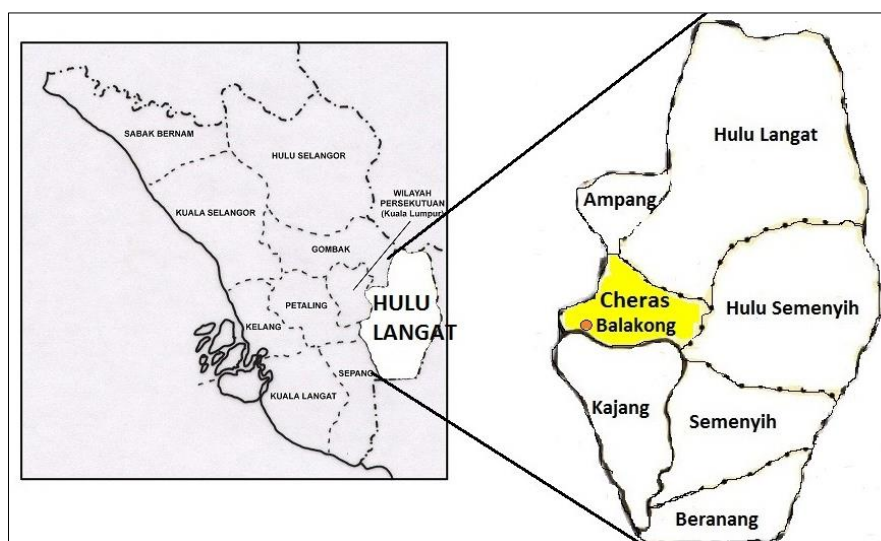 SABAK BERNAM
HULU SELANGOR
KUALA SELANGOR
WILAYAH
PERSEKUTUAN
(Kuala Lumpur)
GOMBAK
PETALING
KELANG
HULU
LANGAT
SEPANG
KUALA LANGAT
Hulu Langat
Ampang
Cheras
Balakong
Hulu Semenyih
Kajang
Semenyih
Beranang